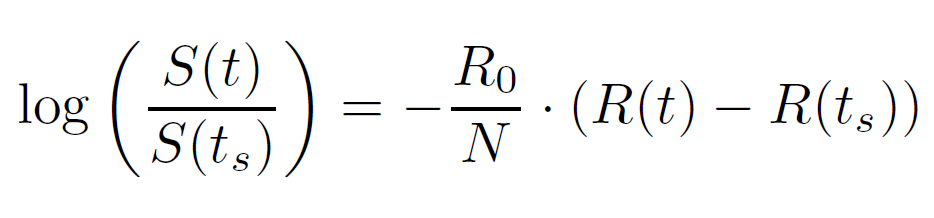 log ( S(t) / S(t_s) ) = − R_0 / N · (R(t) − R(t_s))